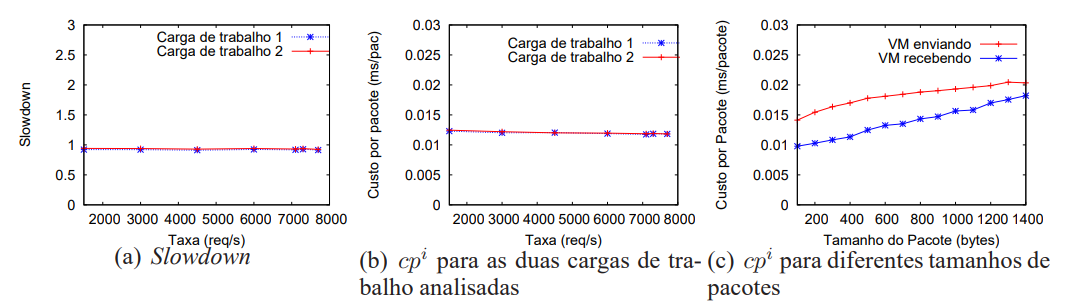 3
2.5
2
1.5
1
0.5
0
Slowdown
Carga de trabalho 1
Carga de trabalho 2
2000 3000 4000 5000 6000 7000 8000
Taxa (req/s)
(a) Slowdown
0.03
0.025
0.02
0.015
0.01
0.005
0
Custo por pacote (ms/pac)
Carga de trabalho 1
Carga de trabalho 2
2000 3000 4000 5000 6000 7000 8000
Taxa (req/s)
(b) cp^i para as duas cargas de tra-
balho analisadas
0.03
0.025
0.02
0.015
0.01
0.005
0
Custo por Pacote (ms/pacote)
VM enviando
VM recebendo
200 400 600 800 1000 1200 1400
Tamanho do Pacote (bytes)
(c) cp^i para diferentes tamanhos de
pacotes